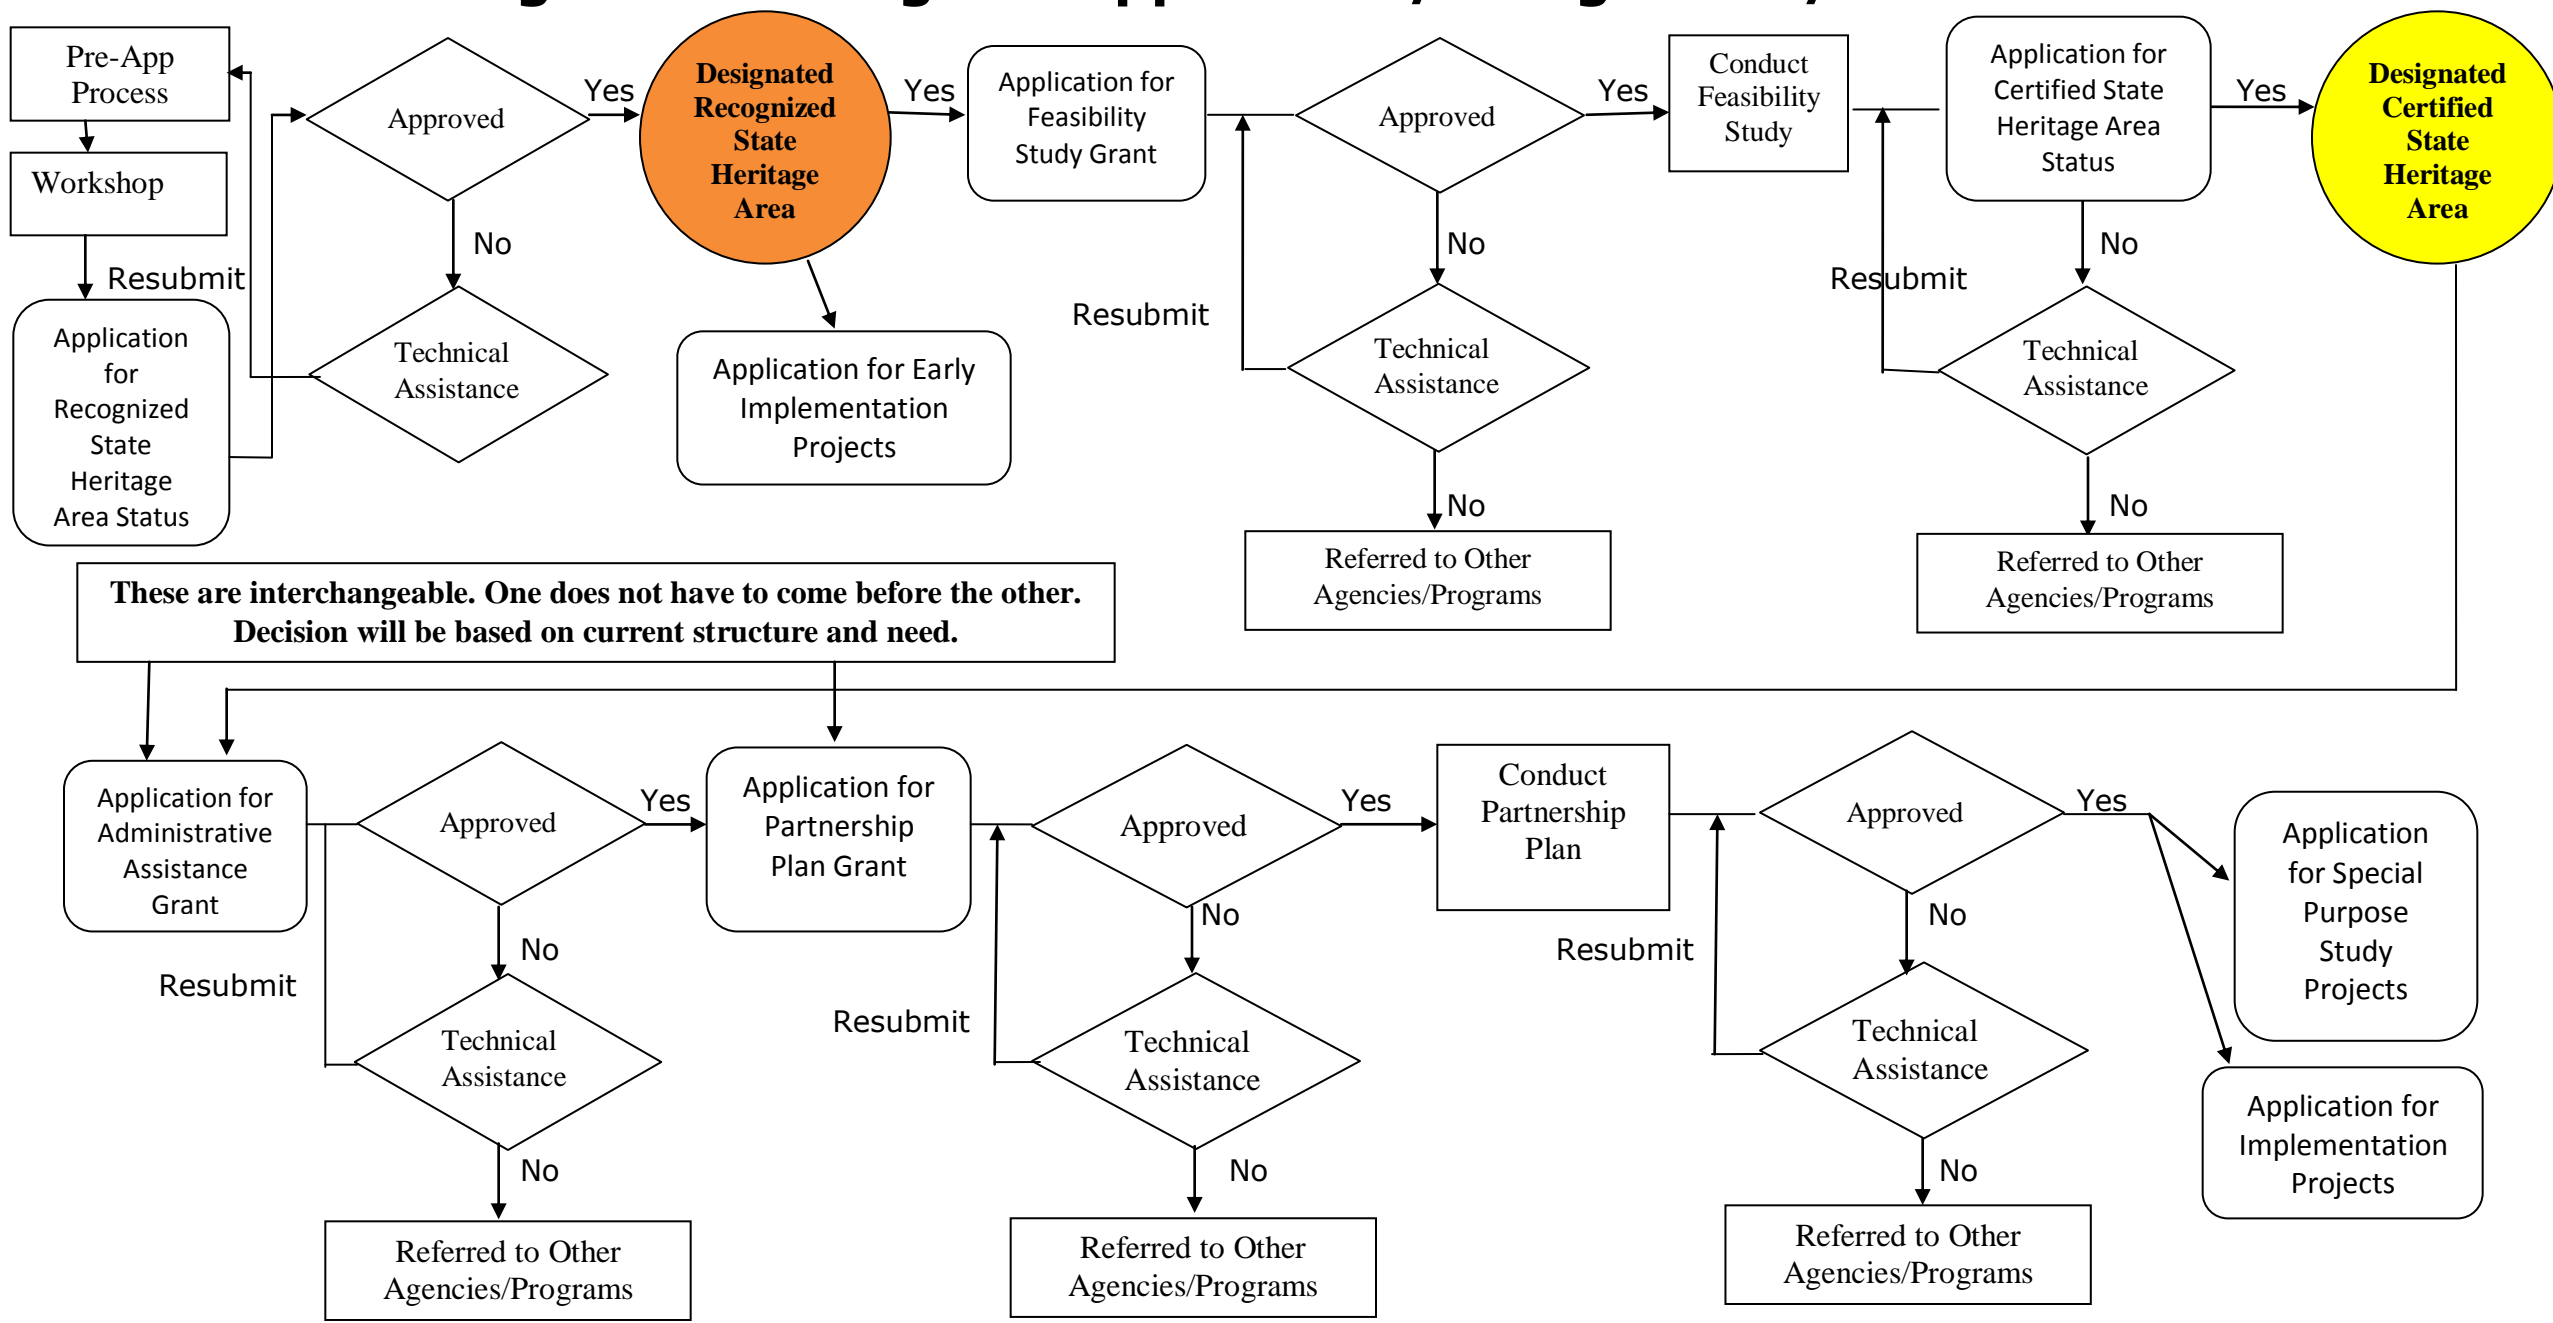 Pre-App
Process
Workshop
Resubmit
Application
for
Recognized
State
Heritage
Area Status
Approved
Yes
No
Technical
Assistance
Designated
Recognized
State
Heritage
Area
Yes
Application for Early
Implementation
Projects
Application for
Feasibility
Study Grant
Approved
Yes
No
Resubmit
Technical
Assistance
No
Referred to Other
Agencies/Programs
Conduct
Feasibility
Study
Application for
Certified State
Heritage Area
Status
Yes
No
Resubmit
Technical
Assistance
No
Referred to Other
Agencies/Programs
Designated
Certified
State
Heritage
Area
These are interchangeable. One does not have to come before the other.
Decision will be based on current structure and need.
Application for
Administrative
Assistance
Grant
Approved
Yes
No
Resubmit
Technical
Assistance
No
Referred to Other
Agencies/Programs
Application for
Partnership
Plan Grant
Approved
Yes
No
Resubmit
Technical
Assistance
No
Referred to Other
Agencies/Programs
Conduct
Partnership
Plan
Approved
Yes
No
Resubmit
Technical
Assistance
No
Referred to Other
Agencies/Programs
Application
for Special
Purpose
Study
Projects
Application for
Implementation
Projects